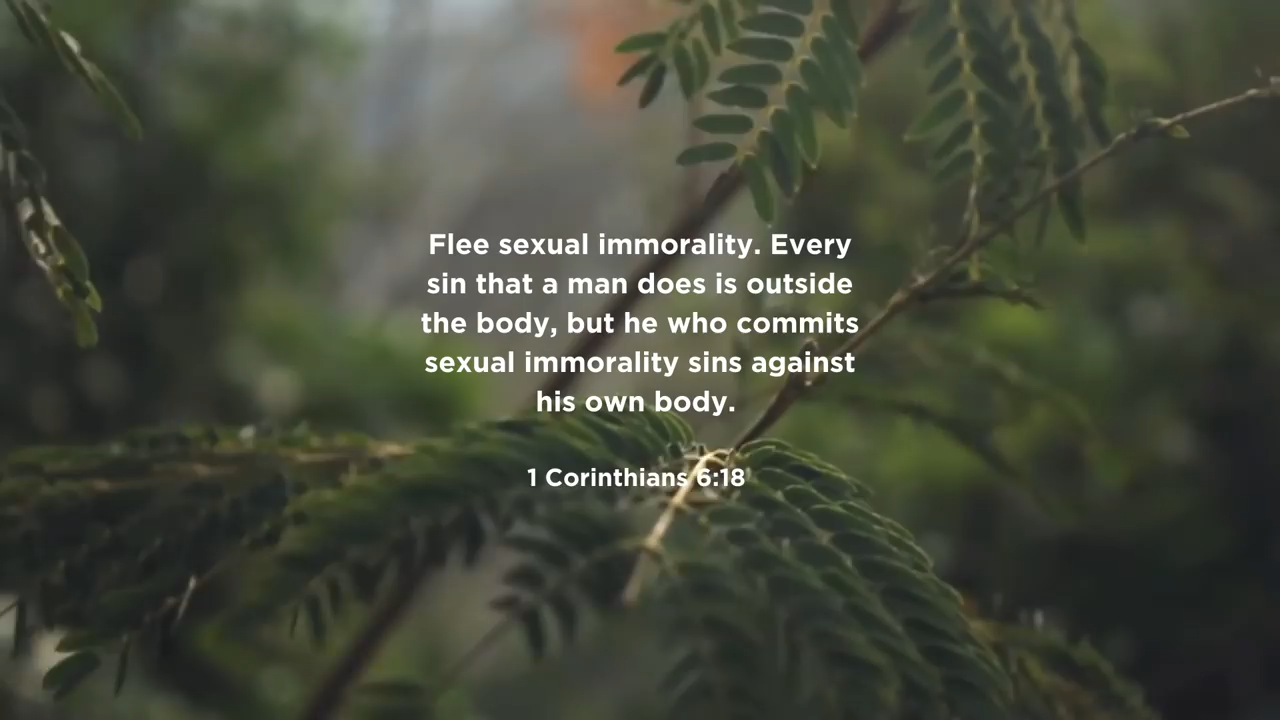 Flee sexual immorality. Every
sin that a man does is outside
the body, but he who commits
sexual immorality sins against
his own body.
1 Corinthians 6:18